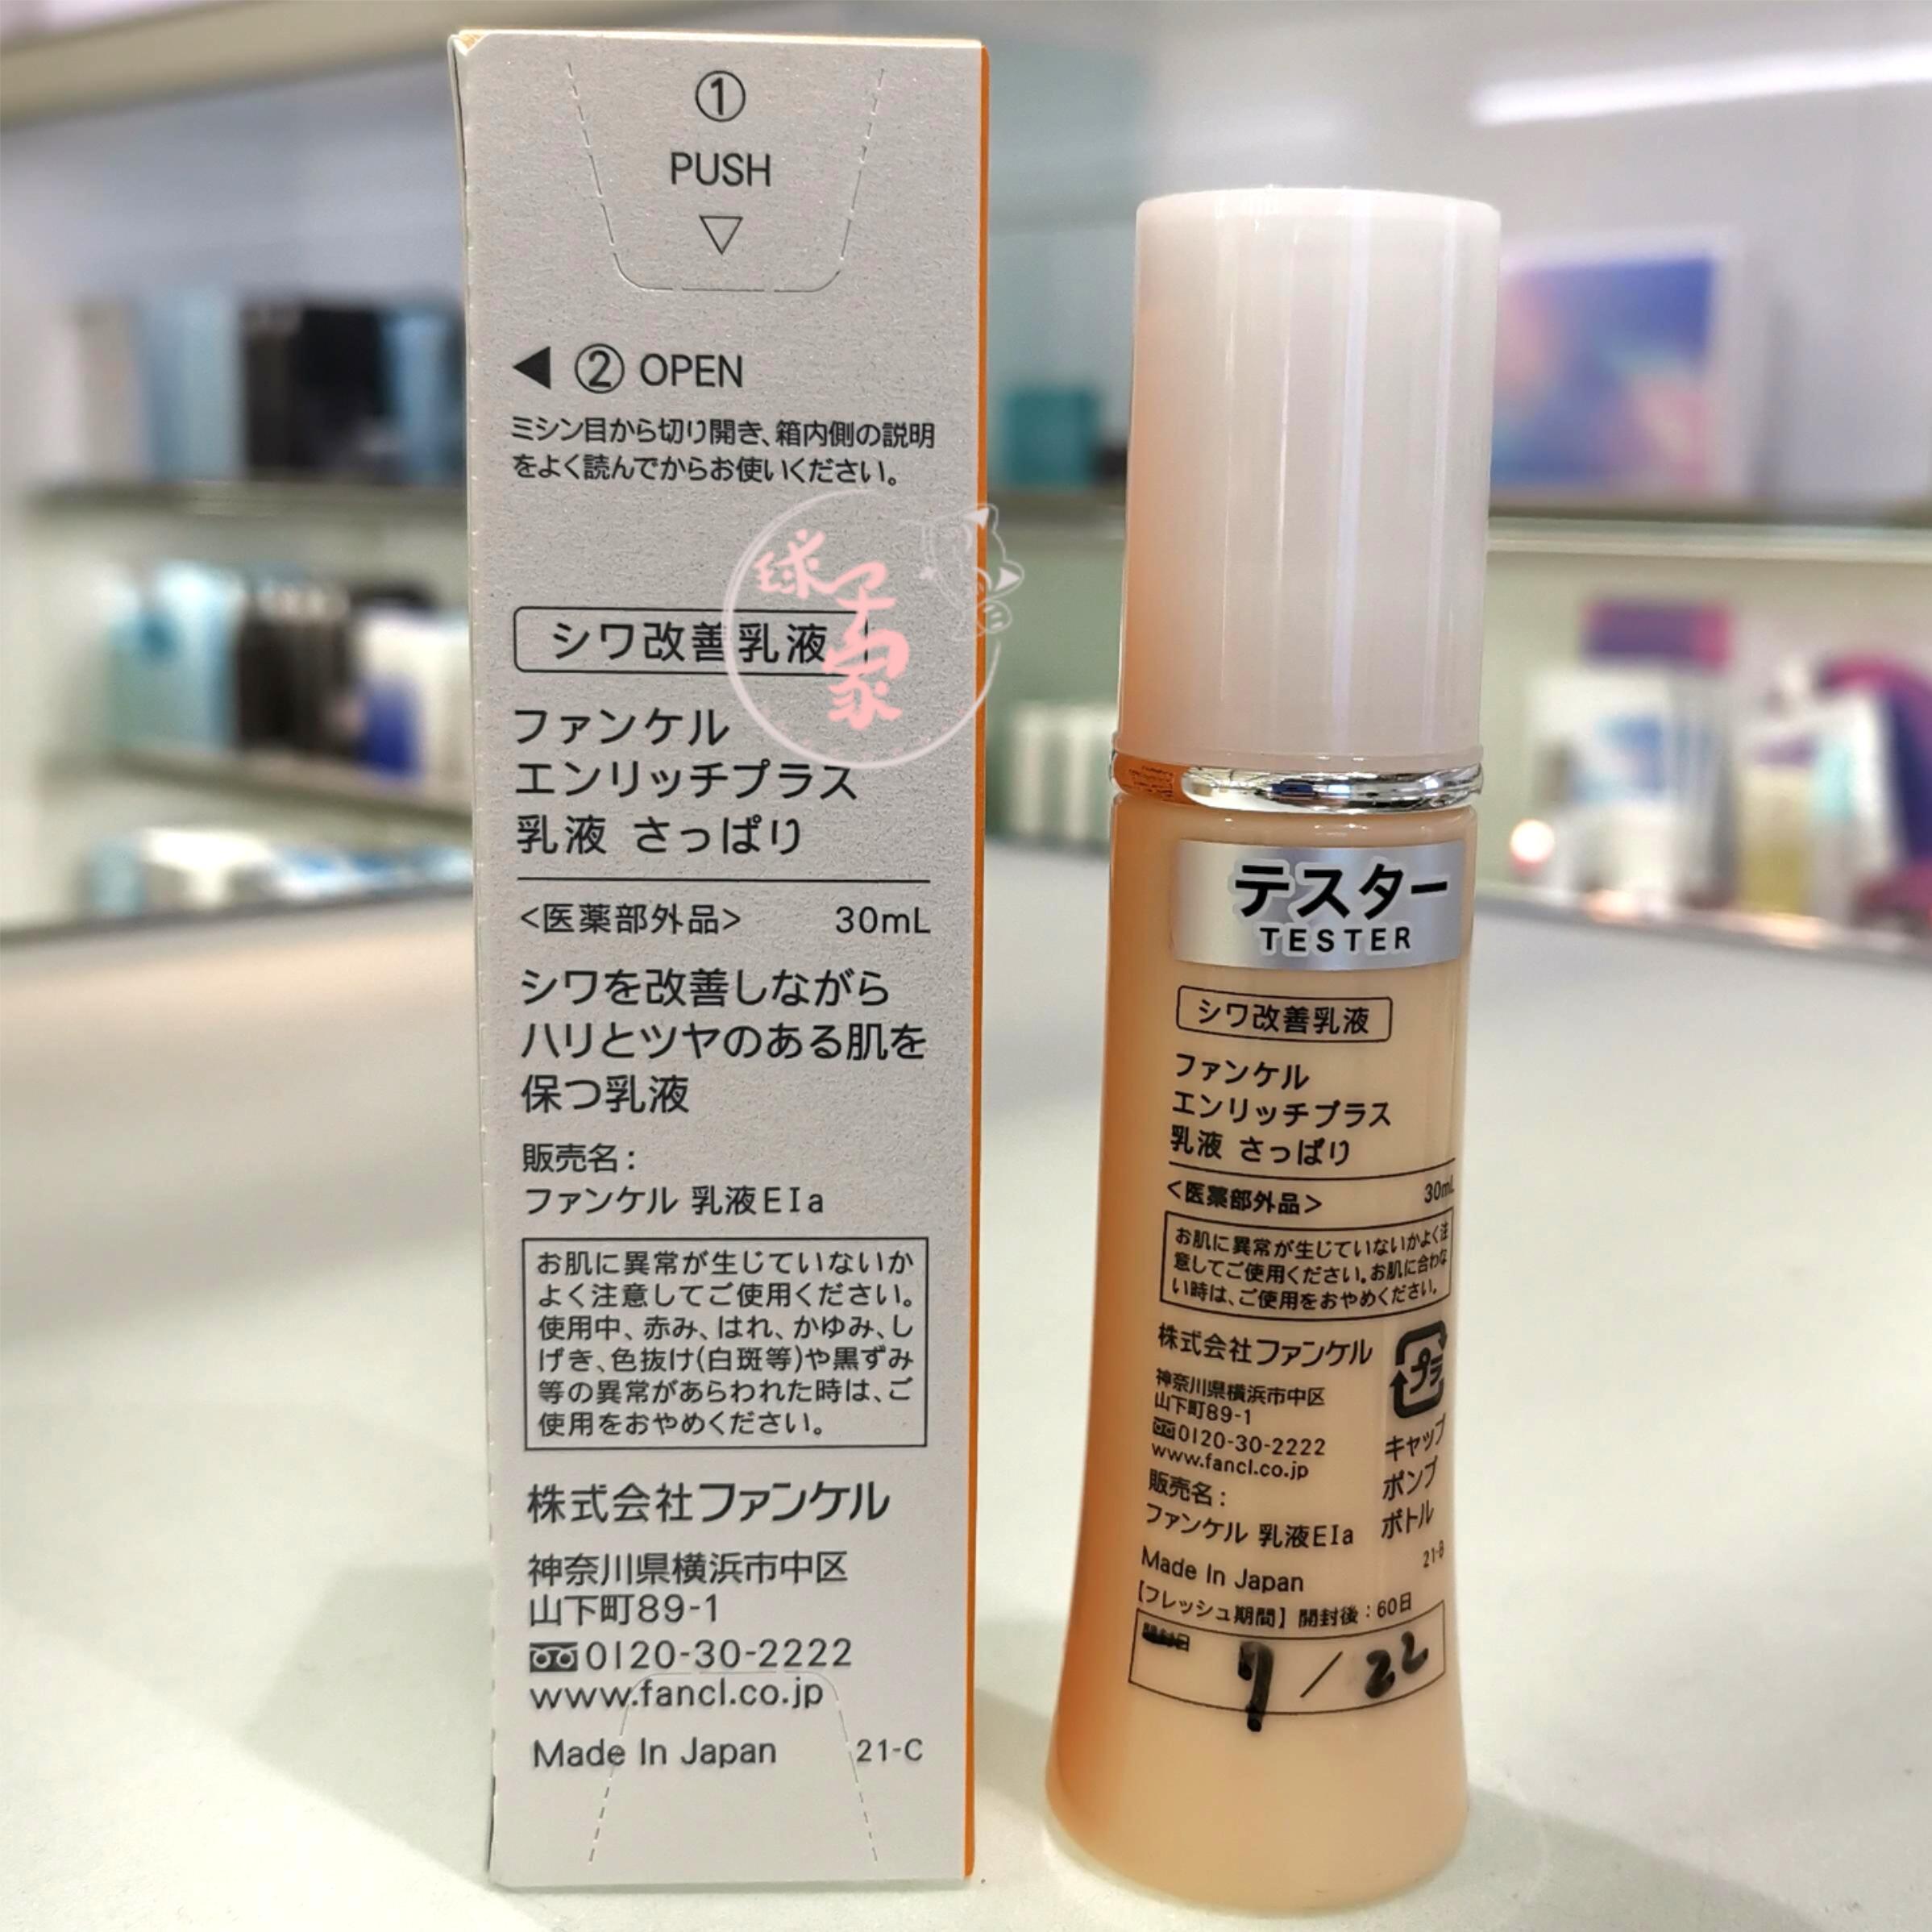 ①
PUSH
▽
◀ ② OPEN
ミシン目から切り開き、箱内側の説明
をよく読んでからお使いください。
球子家
シワ改善乳液
ファンケル
エンリッチプラス
乳液 さっぱり
<医薬部外品> 30mL
シワを改善しながら
ハリとツヤのある肌を
保つ乳液
販売名:
ファンケル 乳液EIa
お肌に異常が生じていないか
よく注意してご使用ください。
使用中、赤み、はれ、かゆみ、し
げき、色抜け(白斑等)や黒ずみ
等の異常があらわれた時は、ご
使用をおやめください。
株式会社ファンケル
神奈川県横浜市中区
山下町89-1
0120-30-2222
www.fancl.co.jp
Made In Japan 21-C
テスター
TESTER
シワ改善乳液
ファンケル
エンリッチプラス
乳液 さっぱり
<医薬部外品> 30mL
お肌に異常が生じていないかよく注
意してご使用ください。お肌に合わな
い時は、ご使用をおやめください。
株式会社ファンケル
神奈川県横浜市中区
山下町89-1
0120-30-2222
www.fancl.co.jp
販売名:
ファンケル 乳液EIa
プラ
キャップ
ポンプ
ボトル
Made In Japan 21-B
【フレッシュ期間】開封後:60日
7/22